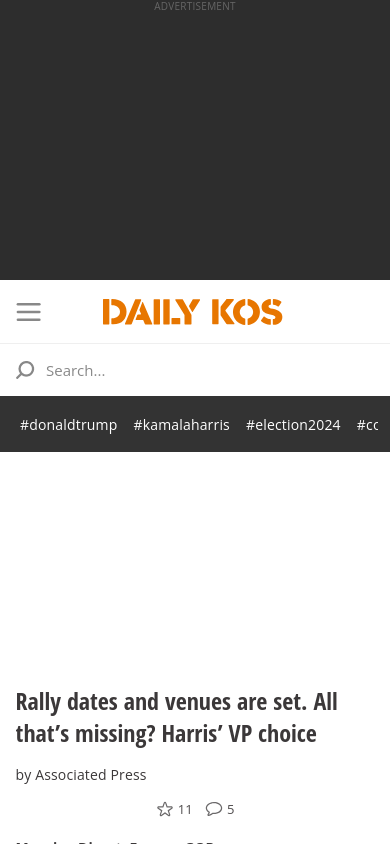 ADVERTISEMENT
DAILY KOS
Search...
#donaldtrump #kamalaharris #election2024
Rally dates and venues are set. All
that’s missing? Harris’ VP choice
by Associated Press
11 5